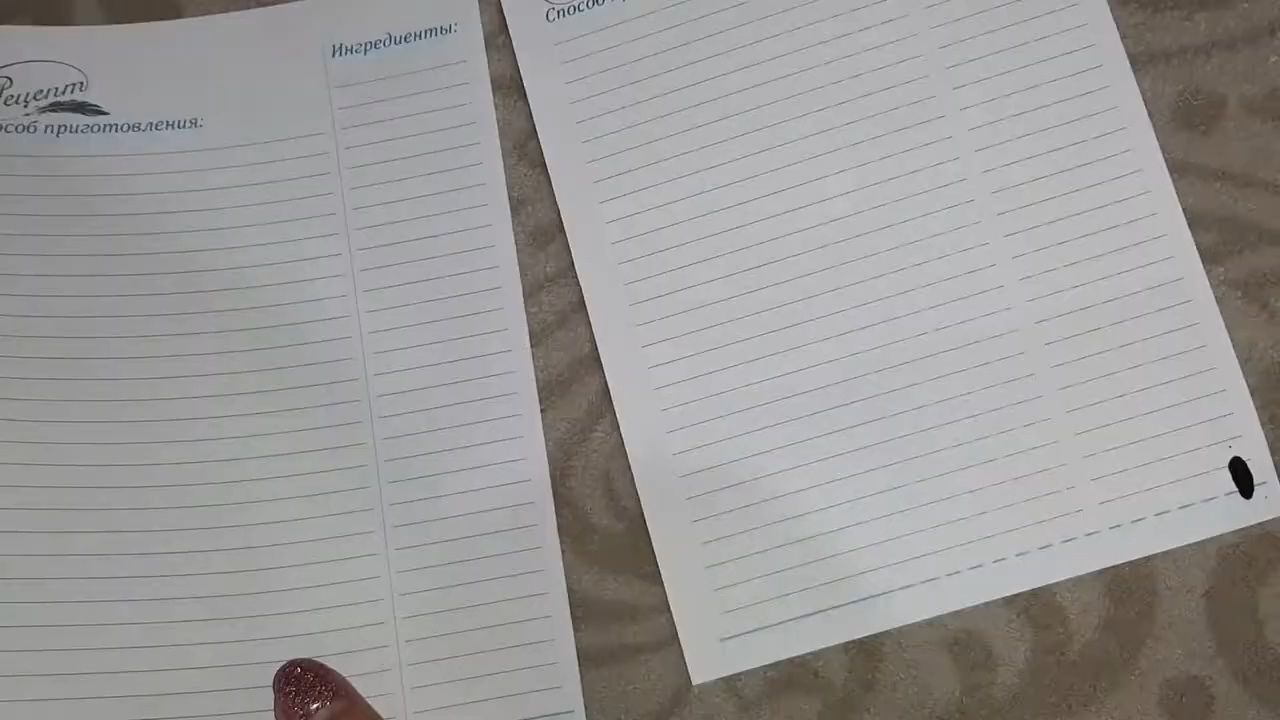 Ингредиенты:
Рецепт
особ приготовления:
Способ